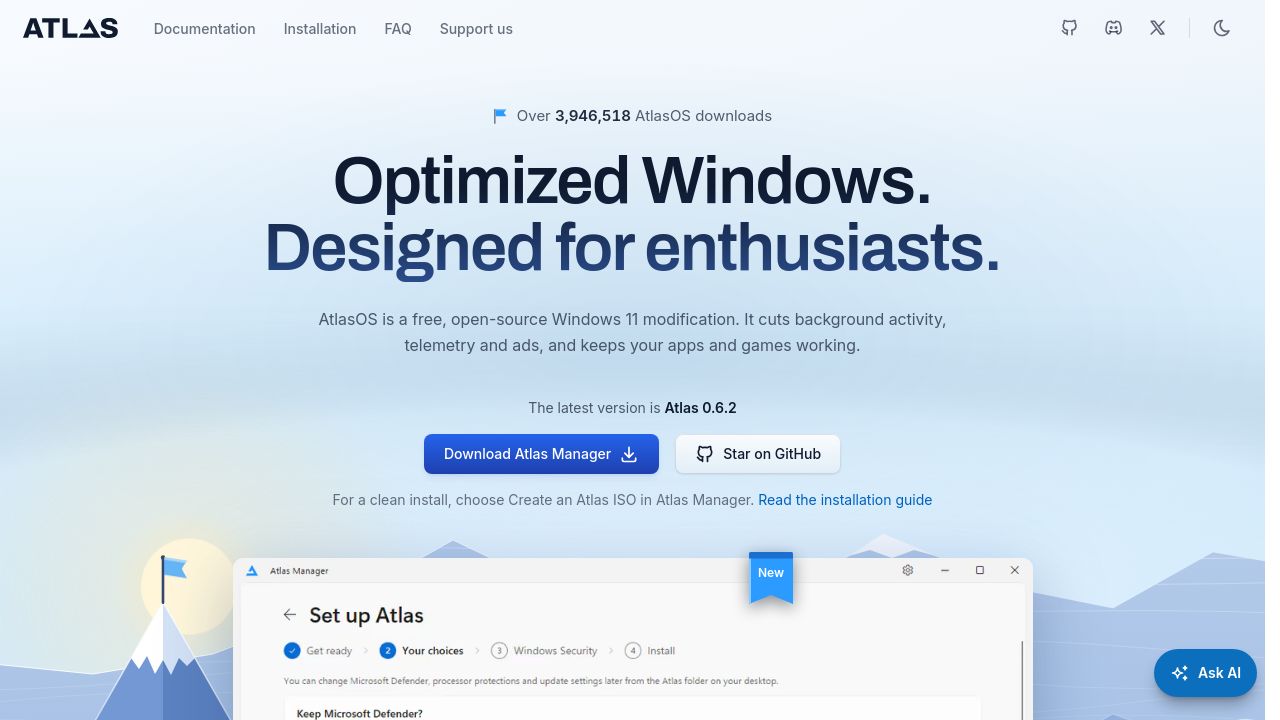 ATLAS
Documentation
Installation
FAQ
Support us
Over 3,946,518 AtlasOS downloads
Optimized Windows.
Designed for enthusiasts.
AtlasOS is a free, open-source Windows 11 modification. It cuts background activity,
telemetry and ads, and keeps your apps and games working.
The latest version is Atlas 0.6.2
Download Atlas Manager
Star on GitHub
For a clean install, choose Create an Atlas ISO in Atlas Manager. Read the installation guide
Atlas Manager
New
Set up Atlas
Get ready
2 Your choices
3 Windows Security
4 Install
You can change Microsoft Defender, processor protections and update settings later from the Atlas folder on your desktop.
Keep Microsoft Defender?
Ask AI